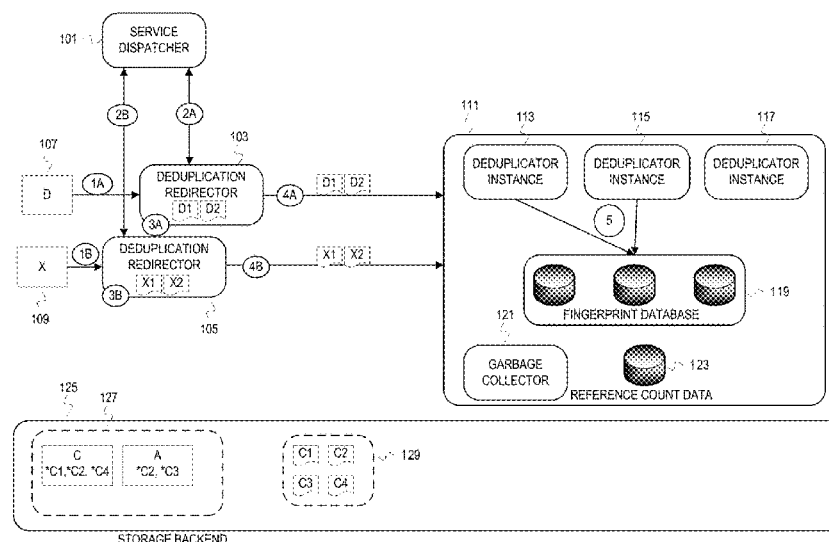 SERVICE
DISPATCHER
101
2B
2A
107
103
D
1A
DEDUPLICATION
REDIRECTOR
D1 D2
3A
4A
D1 D2
X
1B
DEDUPLICATION
REDIRECTOR
X1 X2
3B
4B
X1 X2
109
105
111
113
115
117
DEDUPLICATOR
INSTANCE
DEDUPLICATOR
INSTANCE
DEDUPLICATOR
INSTANCE
5
FINGERPRINT DATABASE
119
121
GARBAGE
COLLECTOR
123
REFERENCE COUNT DATA
125
127
C
*C1,*C2, *C4
A
*C2, *C3
C1 C2
C3 C4
129
STORAGE BACKEND